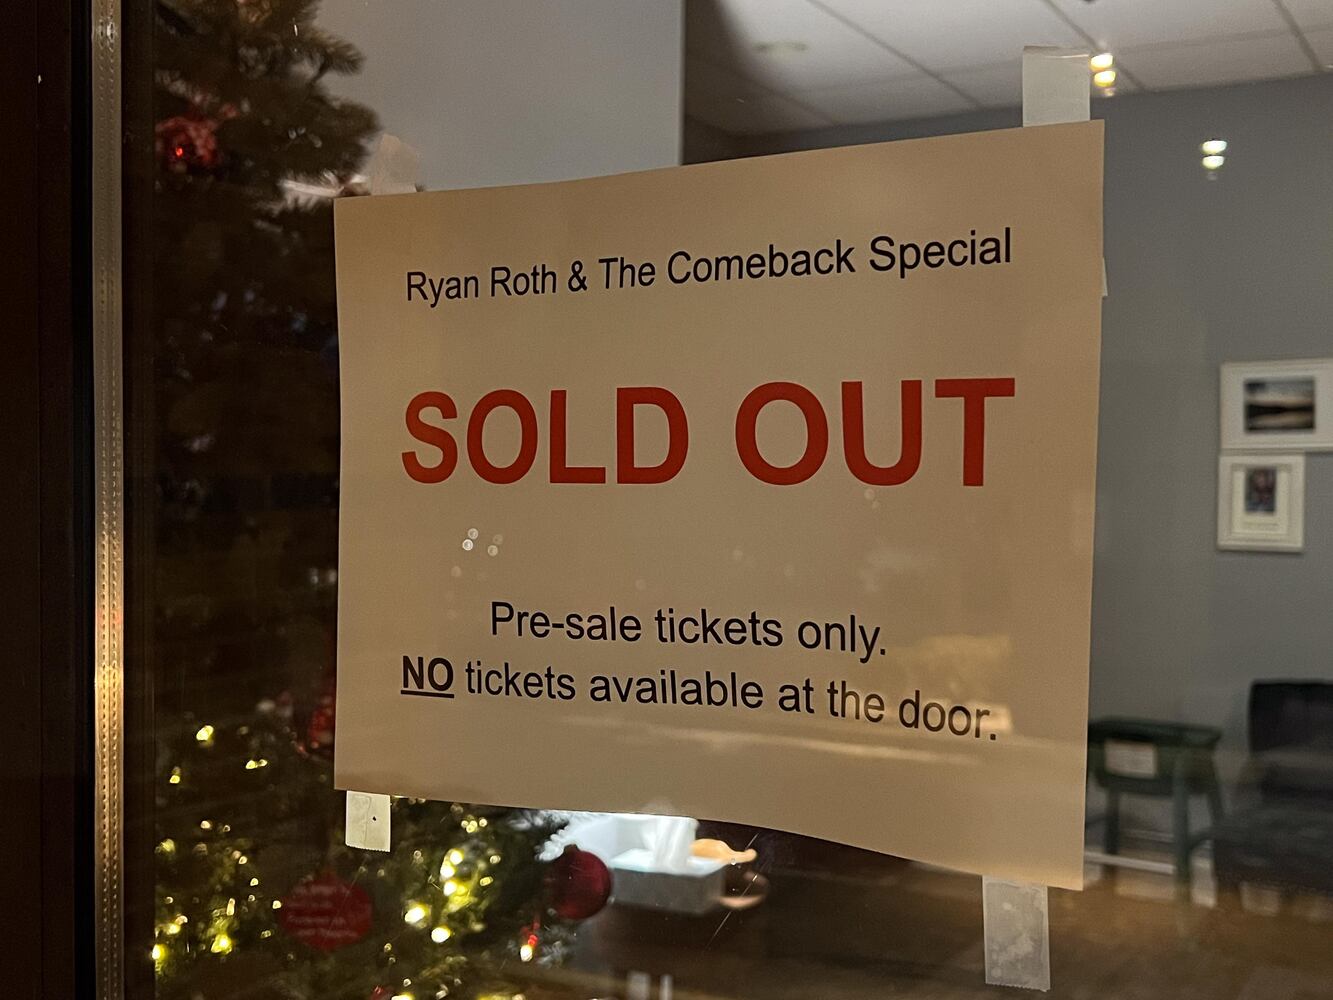 Ryan Roth & The Comeback Special
SOLD OUT
Pre-sale tickets only.
NO tickets available at the door.